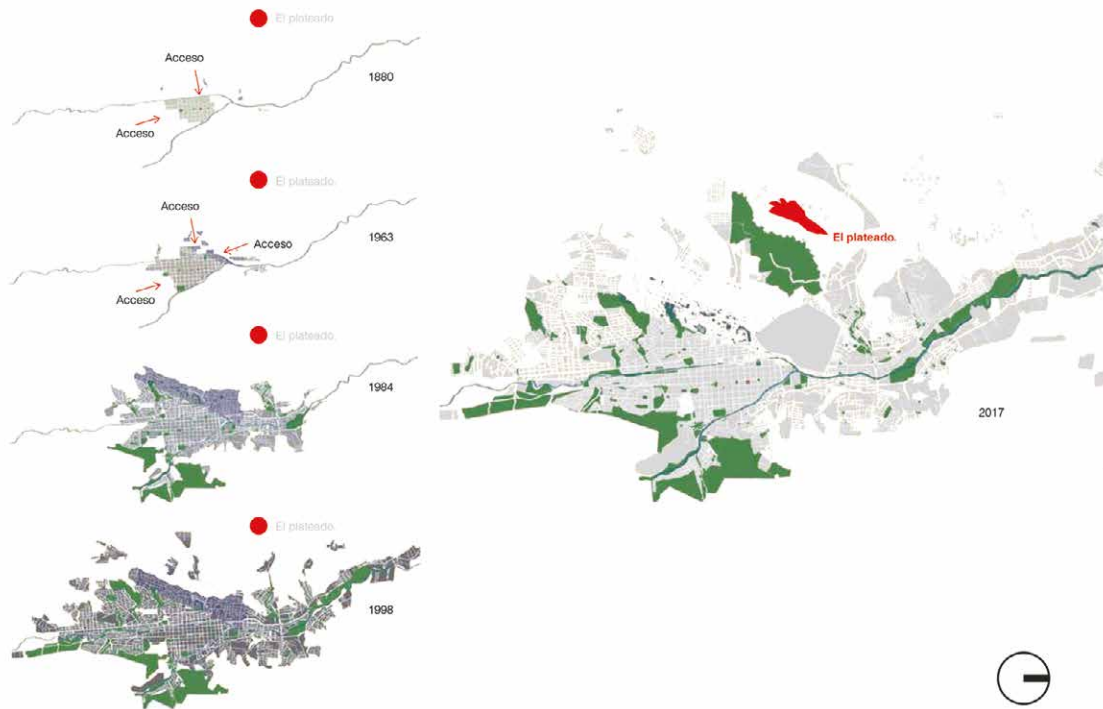 El plateado
Acceso
1880
Acceso
El plateado
Acceso
Acceso
1963
Acceso
El plateado
1984
El plateado
1998
El plateado.
2017